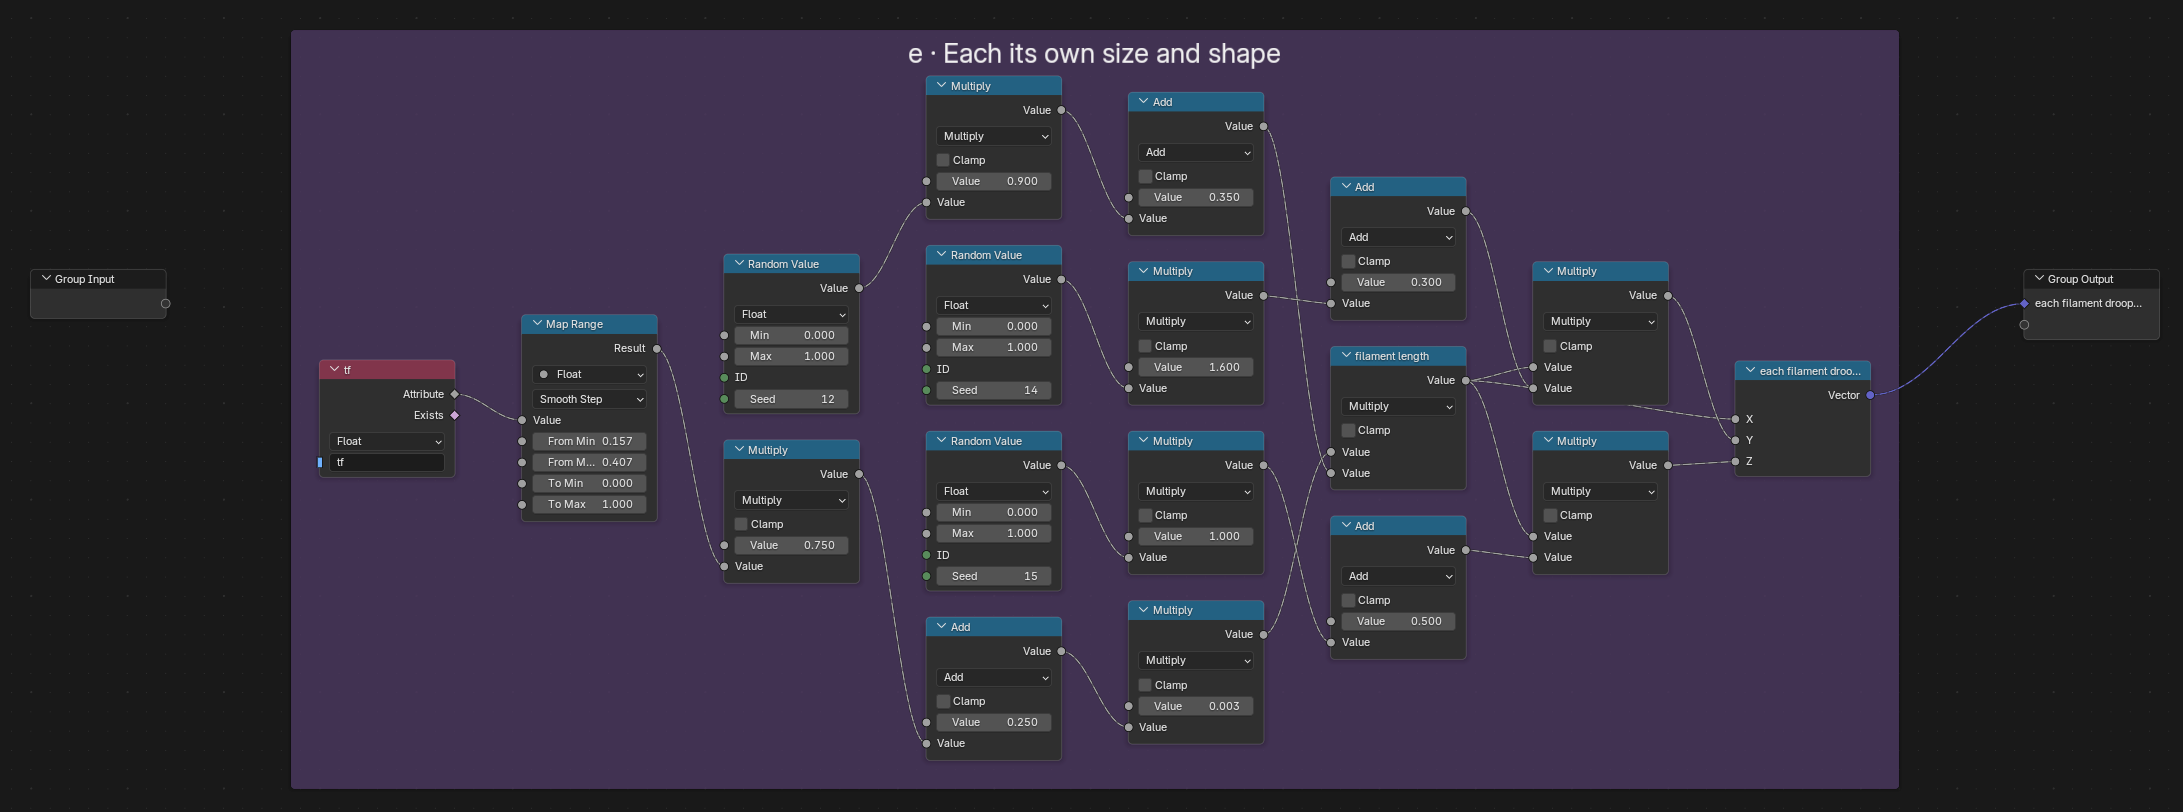 e · Each its own size and shape
Group Input
tf
Attribute
Exists
Float
tf
Map Range
Result
Float
Smooth Step
Value
From Min 0.157
From M... 0.407
To Min 0.000
To Max 1.000
Random Value
Value
Float
Min 0.000
Max 1.000
ID
Seed 12
Multiply
Value
Multiply
Clamp
Value 0.750
Value
Multiply
Value
Multiply
Clamp
Value 0.900
Value
Random Value
Value
Float
Min 0.000
Max 1.000
ID
Seed 14
Random Value
Value
Float
Min 0.000
Max 1.000
ID
Seed 15
Add
Value
Add
Clamp
Value 0.250
Value
Add
Value
Add
Clamp
Value 0.350
Value
Multiply
Value
Multiply
Clamp
Value 1.600
Value
Multiply
Value
Multiply
Clamp
Value 1.000
Value
Multiply
Value
Multiply
Clamp
Value 0.003
Value
Add
Value
Add
Clamp
Value 0.300
Value
filament length
Value
Multiply
Clamp
Value
Value
Add
Value
Add
Clamp
Value 0.500
Value
Multiply
Value
Multiply
Clamp
Value
Value
Multiply
Value
Multiply
Clamp
Value
Value
each filament droo...
Vector
X
Y
Z
Group Output
each filament droop...